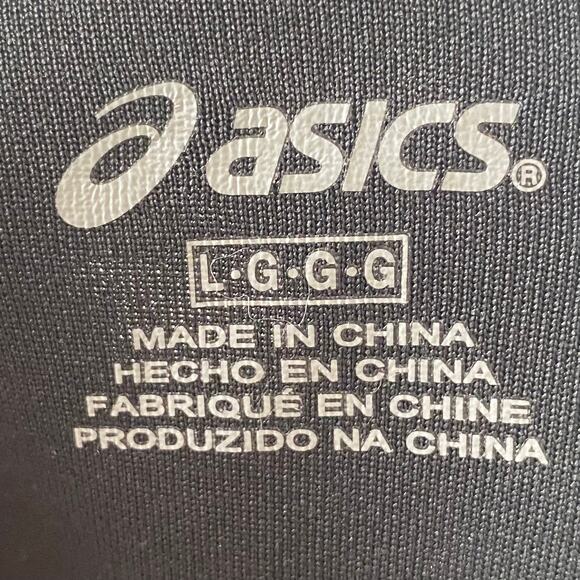 asics®
L·G·G·G
MADE IN CHINA
HECHO EN CHINA
FABRIQUÉ EN CHINE
PRODUZIDO NA CHINA